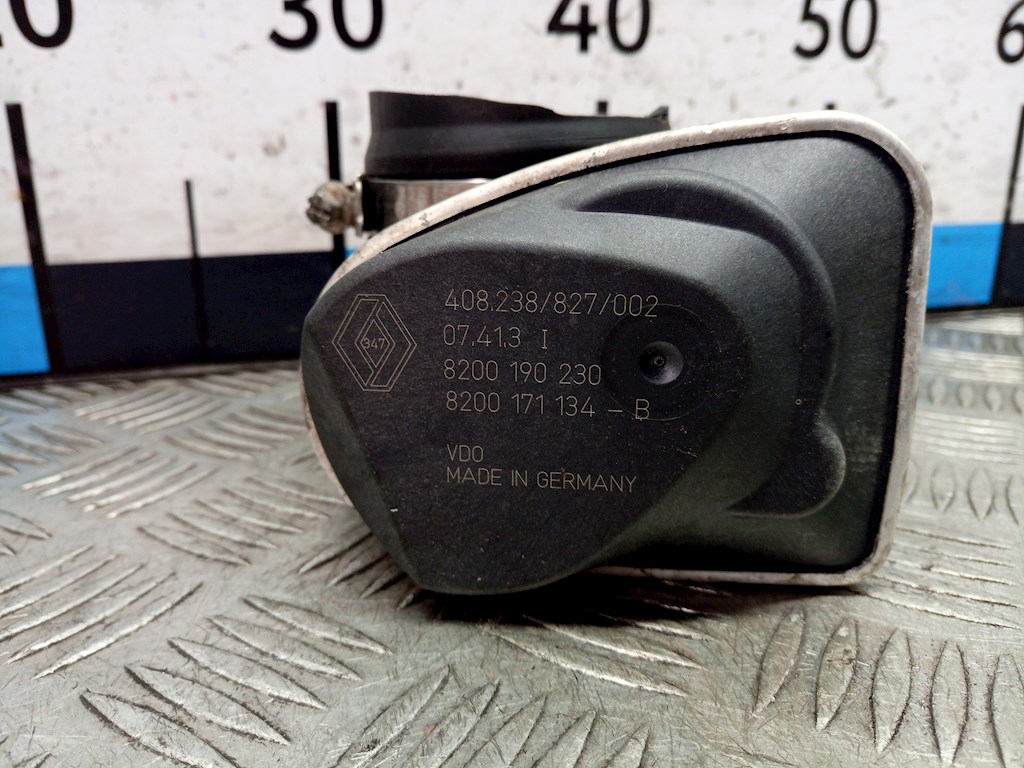 30
40
50
408.238/827/002
07.41.3 I
8200 190 230
8200 171 134 - B
347
VDO
MADE IN GERMANY